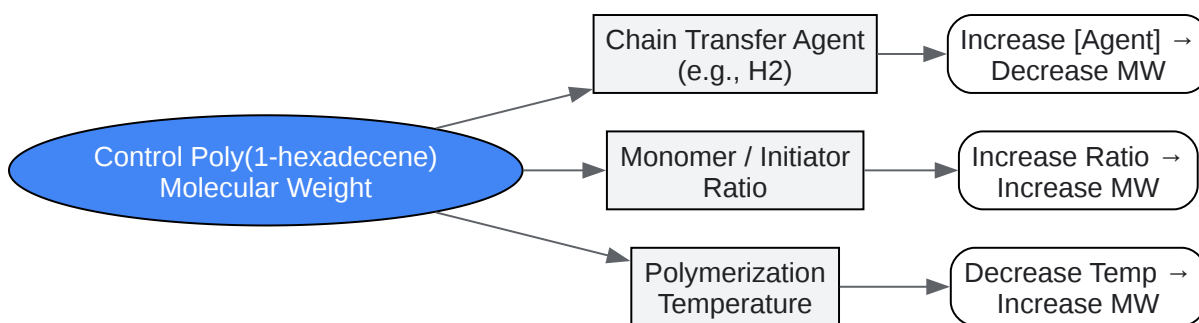 Control Poly(1-hexadecene)
Molecular Weight
Chain Transfer Agent
(e.g., H2)
Increase [Agent] →
Decrease MW
Monomer / Initiator
Ratio
Increase Ratio →
Increase MW
Polymerization
Temperature
Decrease Temp →
Increase MW